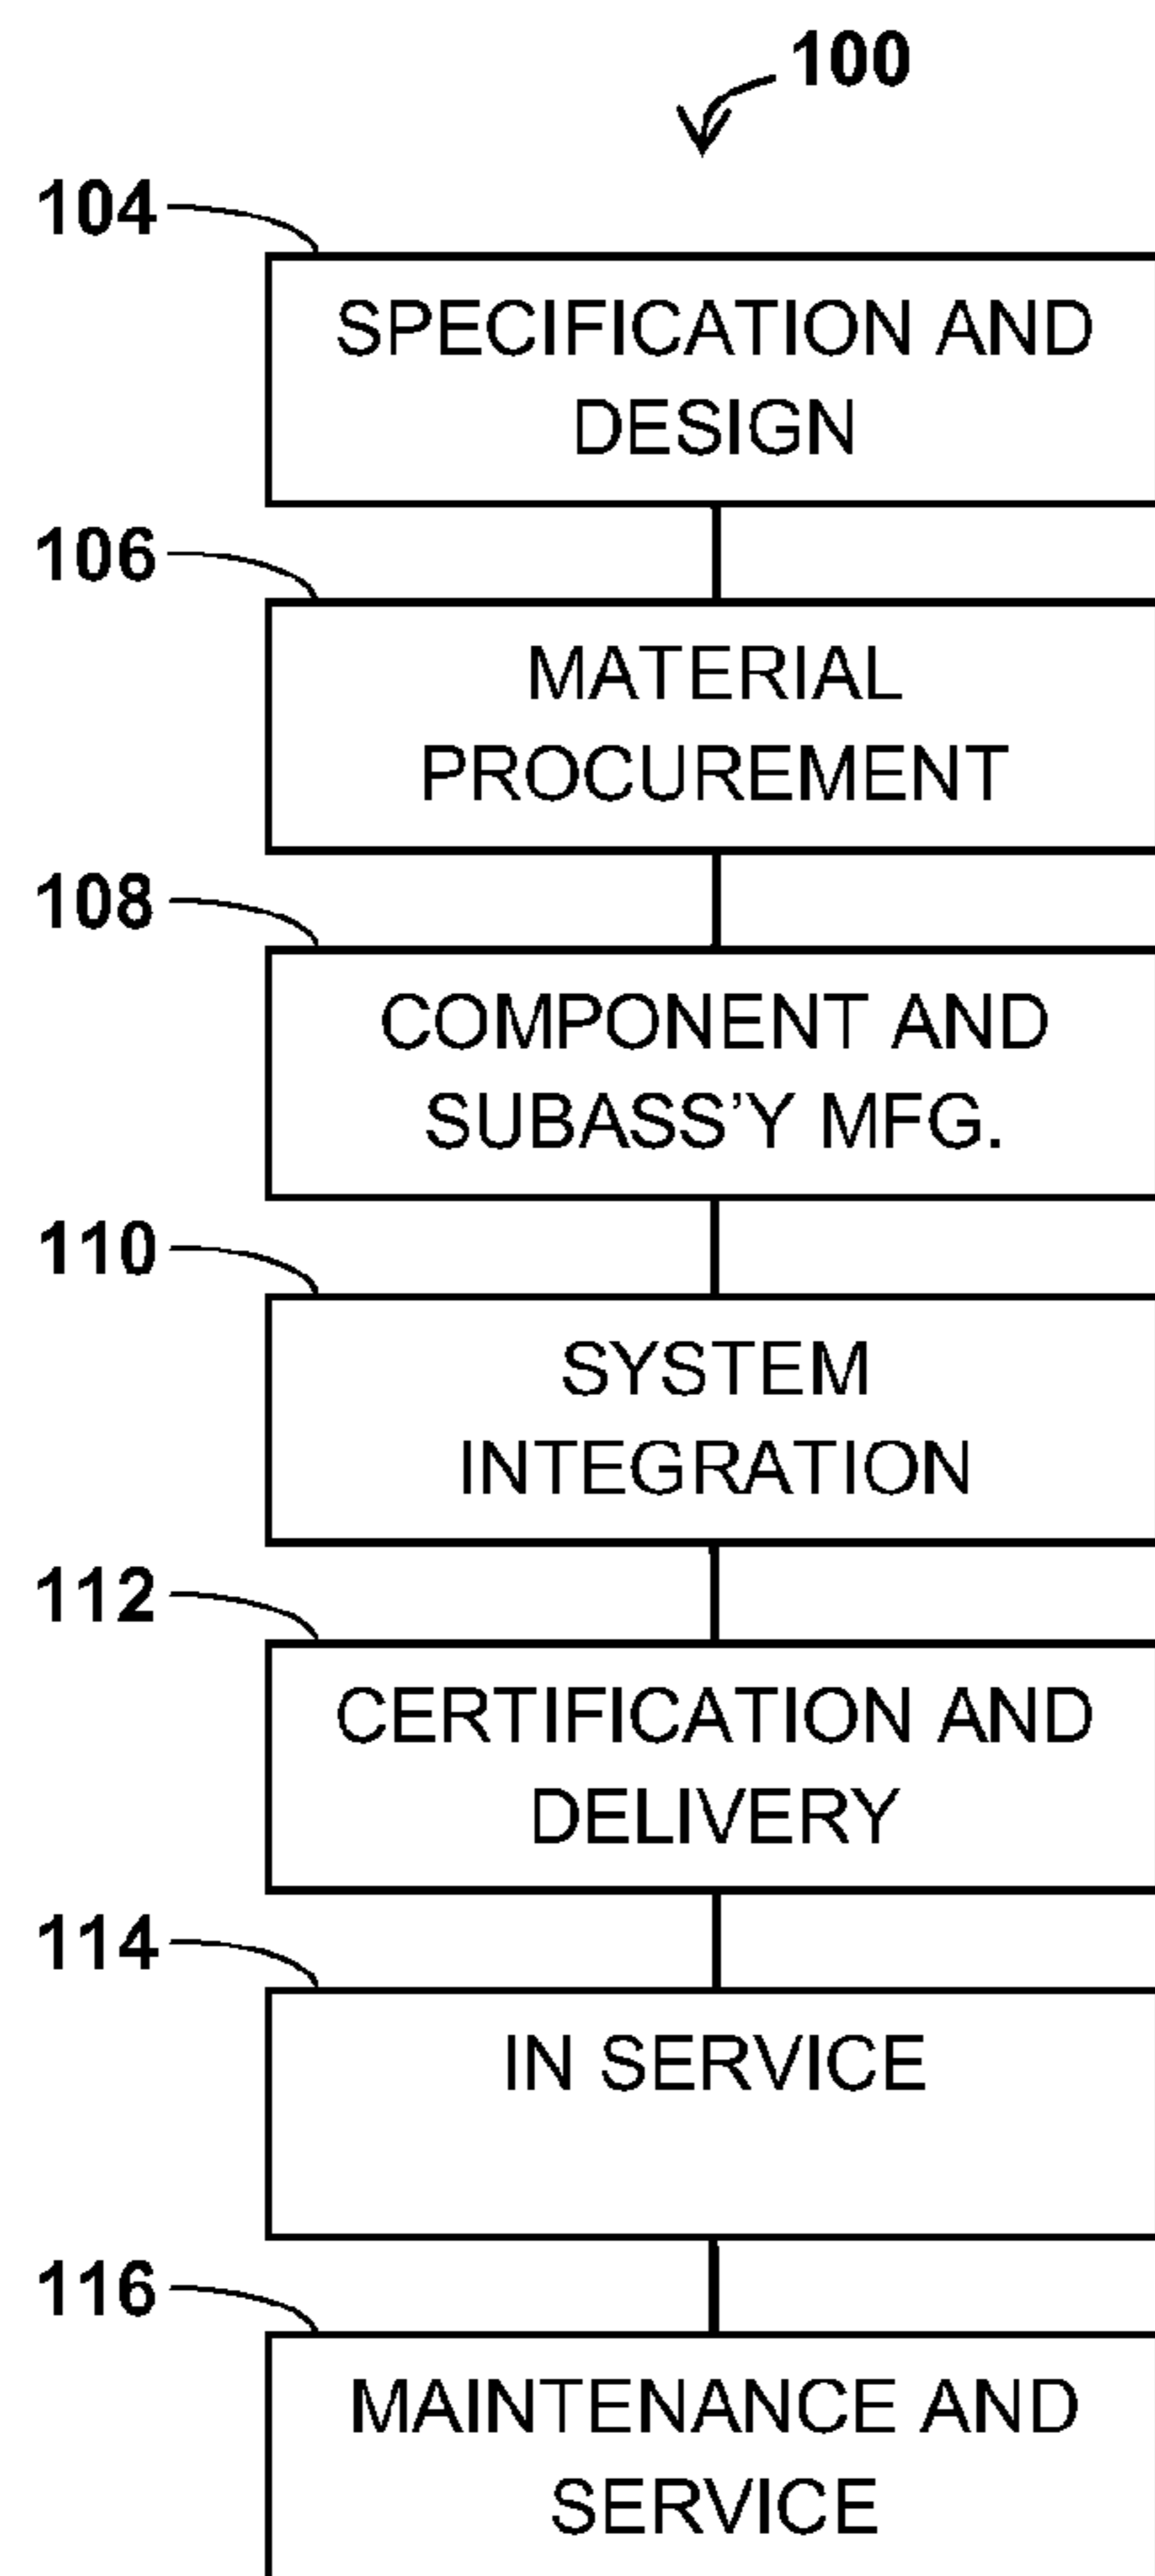 100
104
SPECIFICATION AND
DESIGN
106
MATERIAL
PROCUREMENT
108
COMPONENT AND
SUBASS’Y MFG.
110
SYSTEM
INTEGRATION
112
CERTIFICATION AND
DELIVERY
114
IN SERVICE
116
MAINTENANCE AND
SERVICE